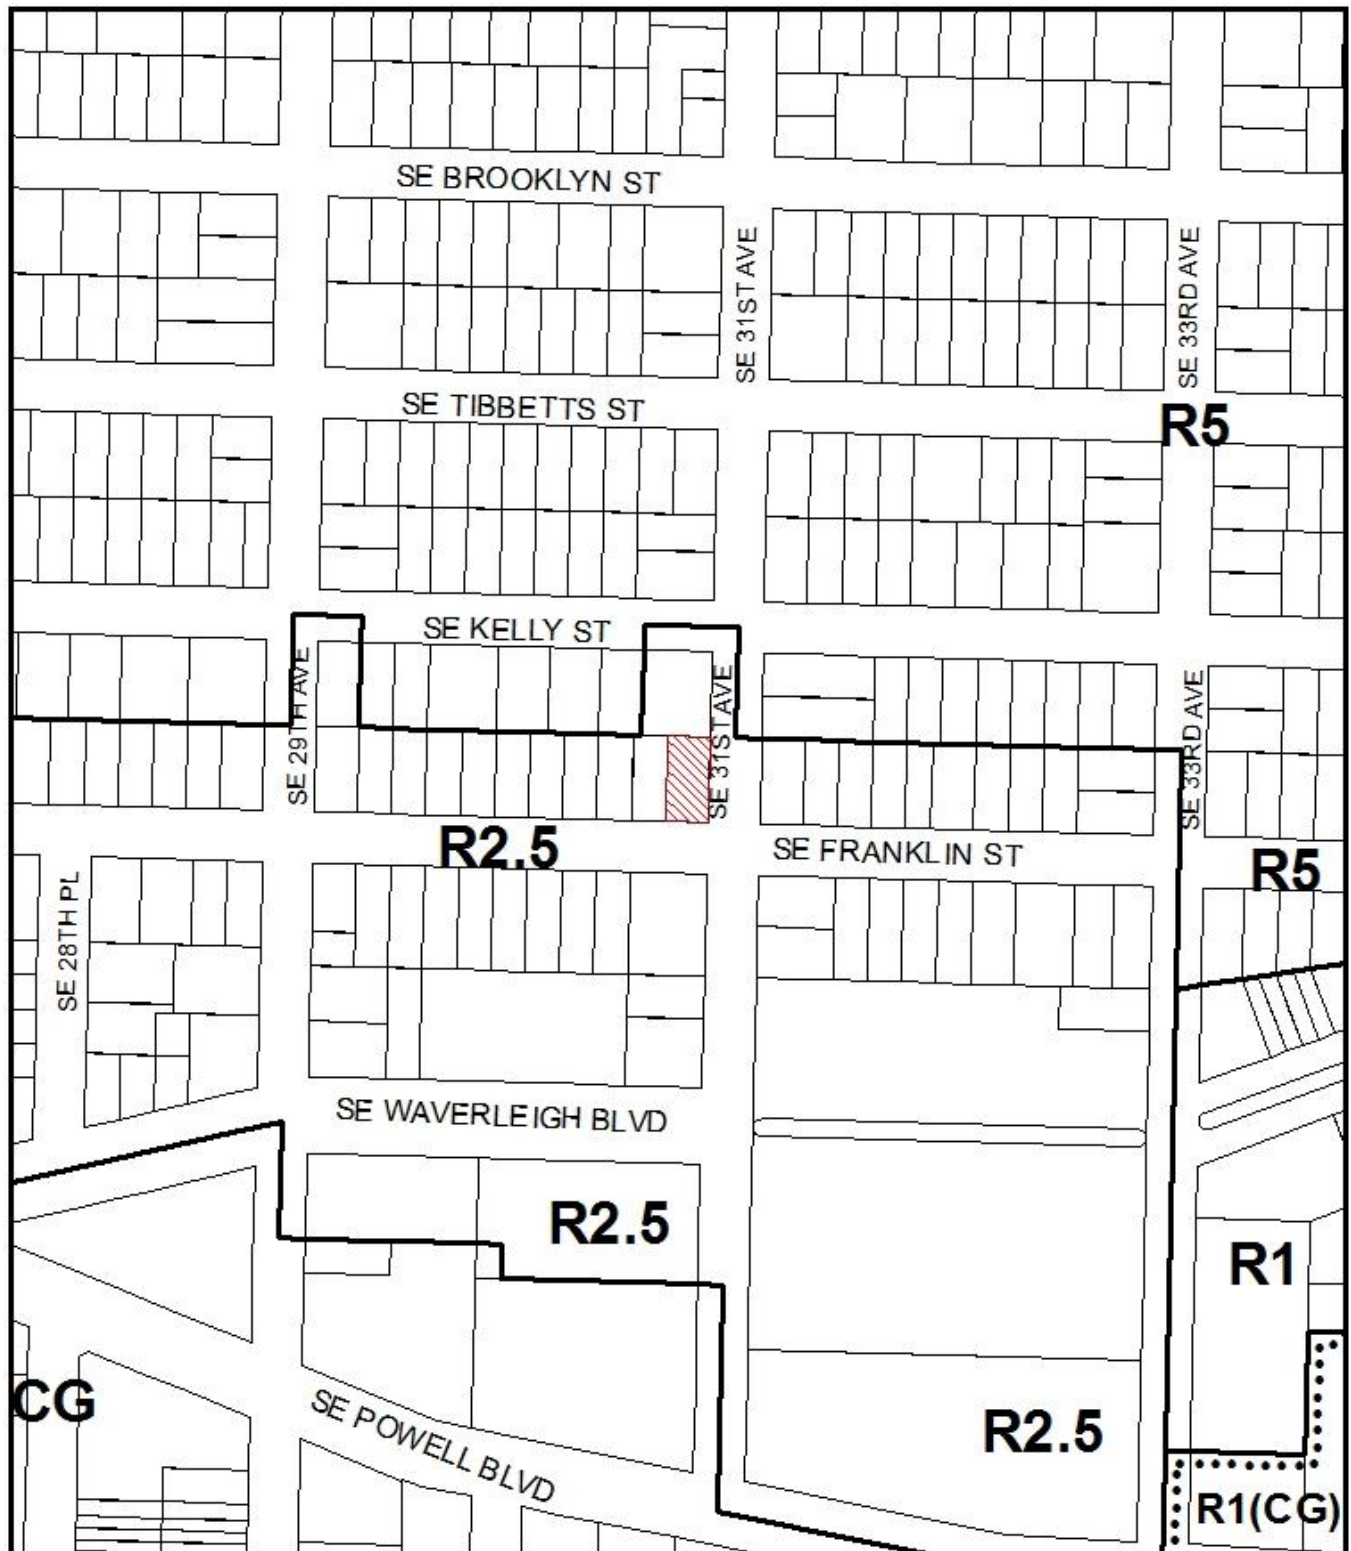 SE BROOKLYN ST
SE 31ST AVE
SE 33RD AVE
SE TIBBETTS ST
R5
SE KELLY ST
SE 29TH AVE
SE 31ST AVE
SE 33RD AVE
R2.5
SE FRANKLIN ST
R5
SE 28TH PL
SE WAVERLEIGH BLVD
R2.5
R1
CG
SE POWELL BLVD
R2.5
R1(CG)